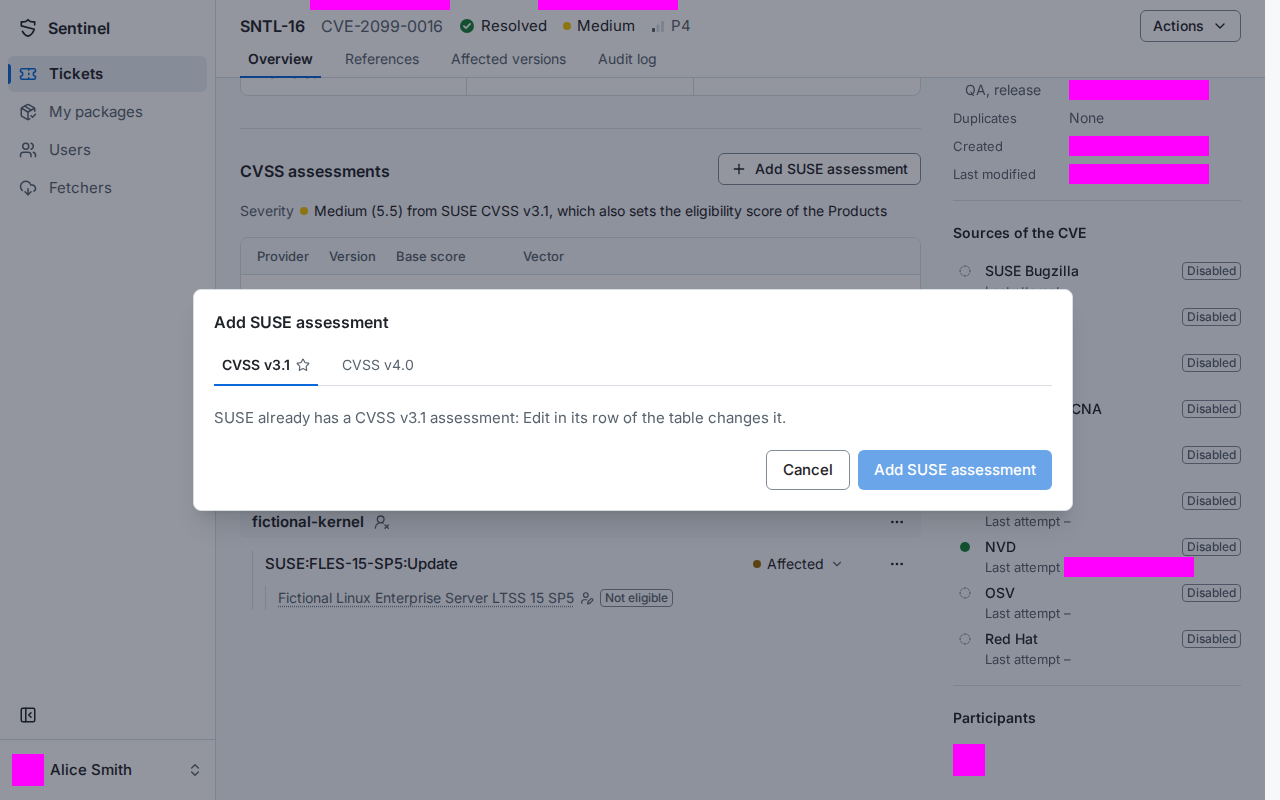 Sentinel
Tickets
My packages
Users
Fetchers
Alice Smith
SNTL-16 CVE-2099-0016 Resolved Medium P4
Actions
Overview References Affected versions Audit log
CVSS assessments
Add SUSE assessment
Severity Medium (5.5) from SUSE CVSS v3.1, which also sets the eligibility score of the Products
Provider Version Base score Vector
Add SUSE assessment
CVSS v3.1 CVSS v4.0
SUSE already has a CVSS v3.1 assessment: Edit in its row of the table changes it.
Cancel Add SUSE assessment
fictional-kernel
SUSE:FLES-15-SP5:Update Affected
Fictional Linux Enterprise Server LTSS 15 SP5 Not eligible
QA, release
Duplicates None
Created
Last modified
Sources of the CVE
SUSE Bugzilla Disabled
Disabled
Disabled
CNA Disabled
Disabled
Disabled
Last attempt –
NVD Disabled
Last attempt
OSV Disabled
Last attempt –
Red Hat Disabled
Last attempt –
Participants